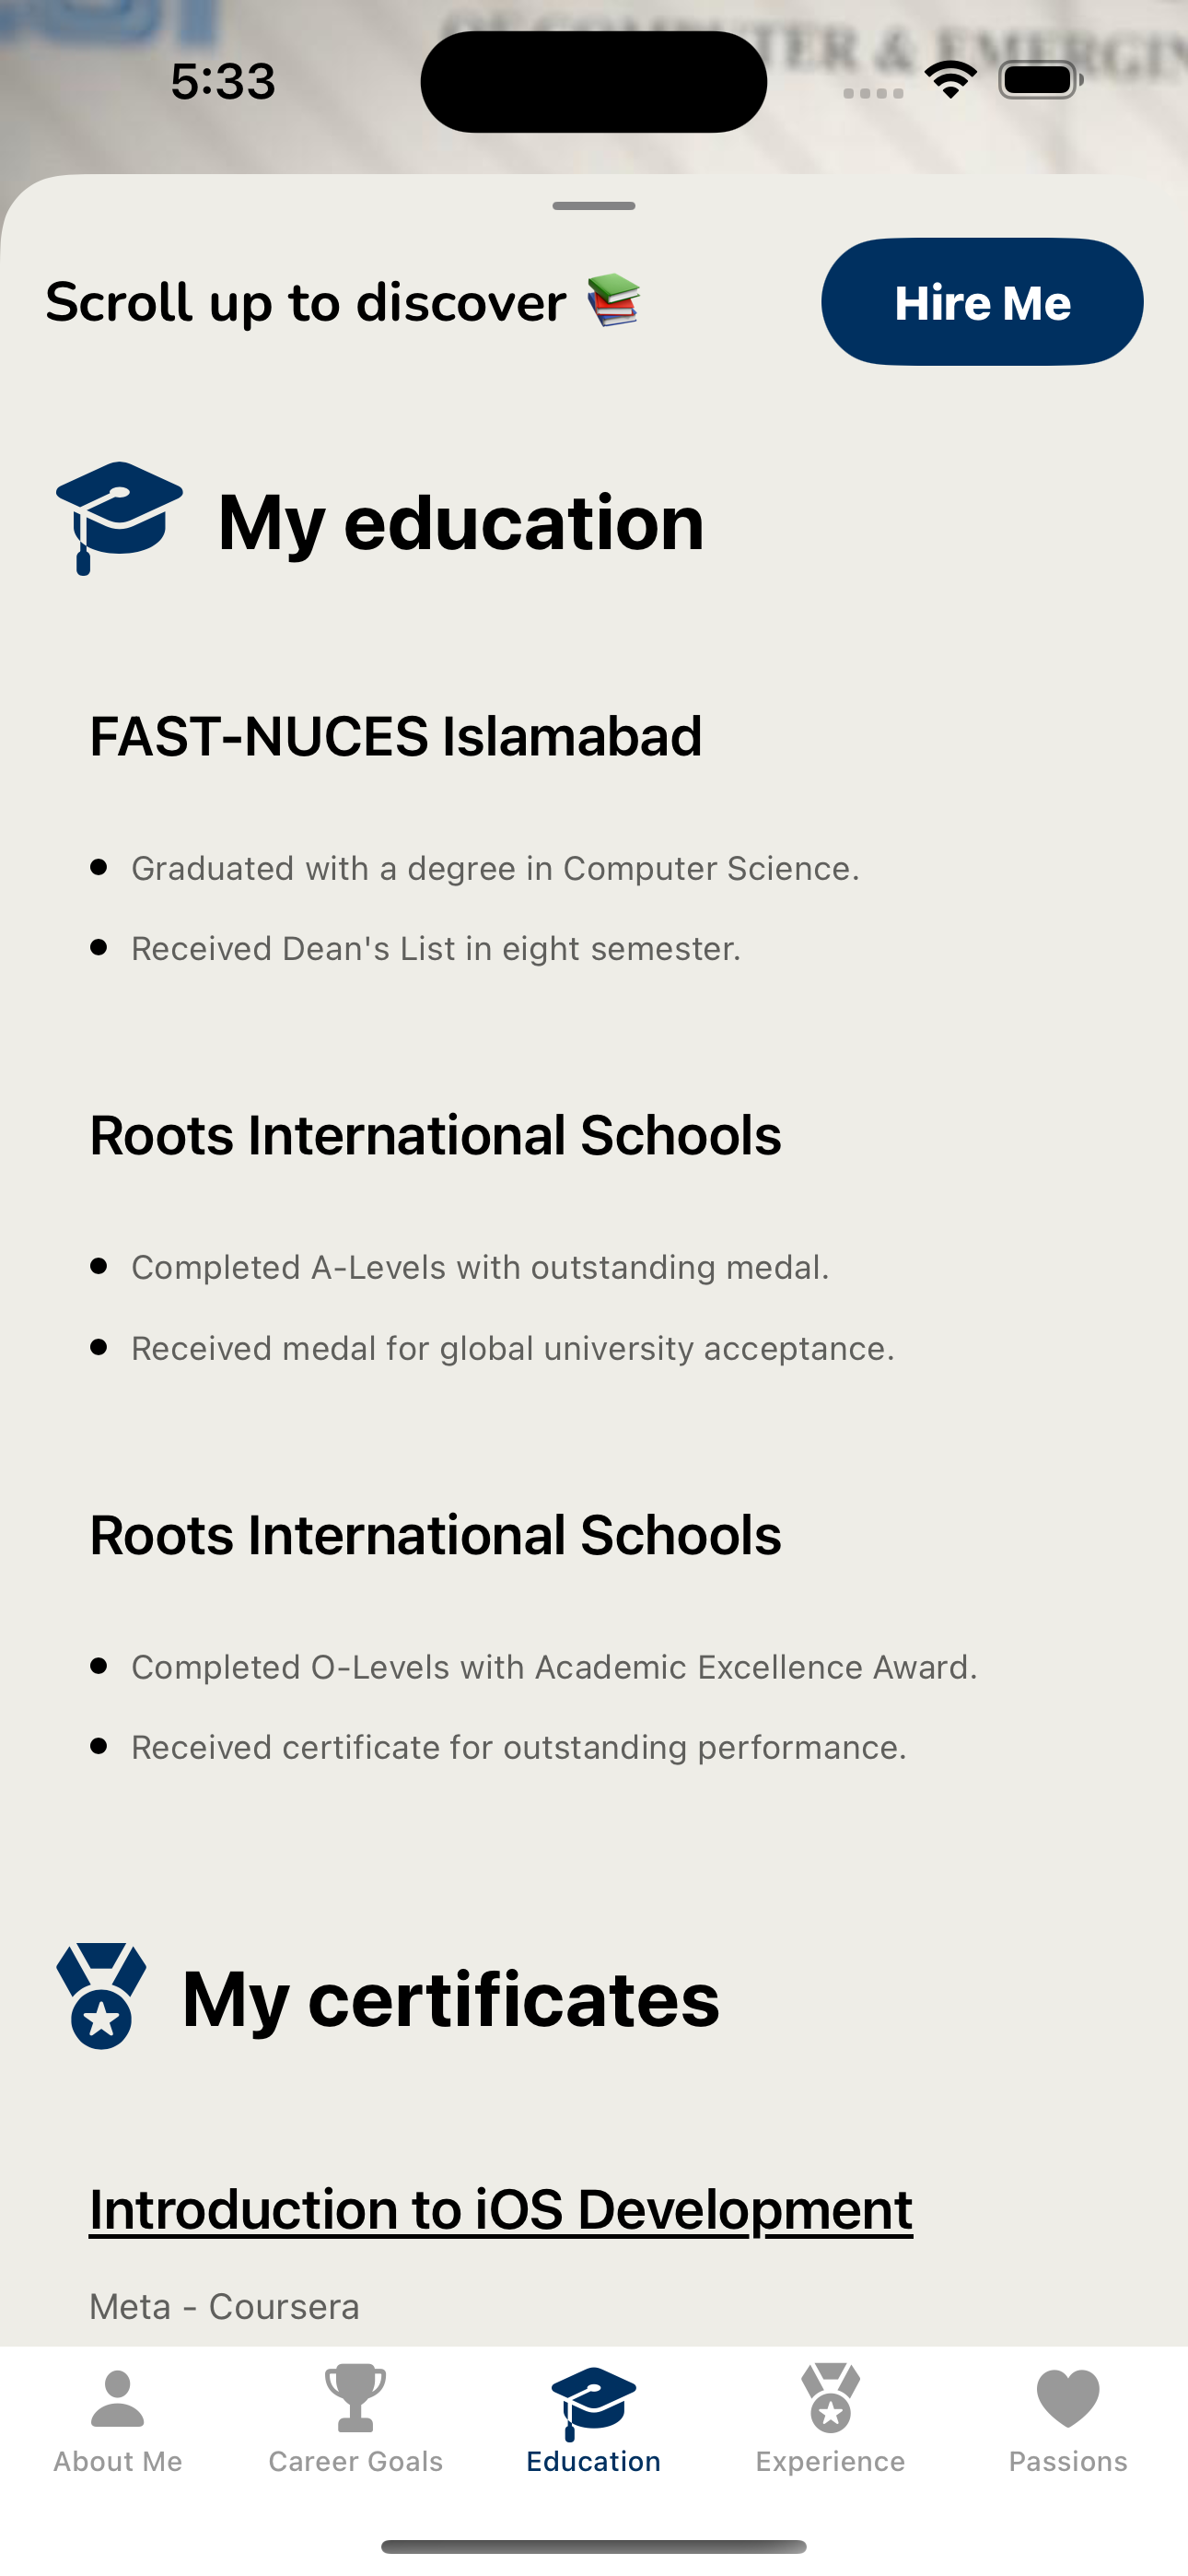 OF COMPUTER & EMERGIN
5:33
Scroll up to discover 📚
Hire Me
My education
FAST-NUCES Islamabad
Graduated with a degree in Computer Science.
Received Dean's List in eight semester.
Roots International Schools
Completed A-Levels with outstanding medal.
Received medal for global university acceptance.
Roots International Schools
Completed O-Levels with Academic Excellence Award.
Received certificate for outstanding performance.
My certificates
Introduction to iOS Development
Meta - Coursera
About Me
Career Goals
Education
Experience
Passions